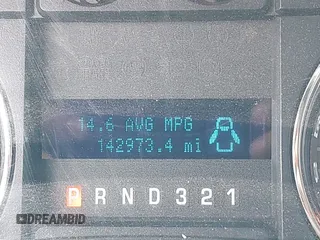 14.6 AVG MPG
142973.4 mi
P R N D 3 2 1
DREAMBID